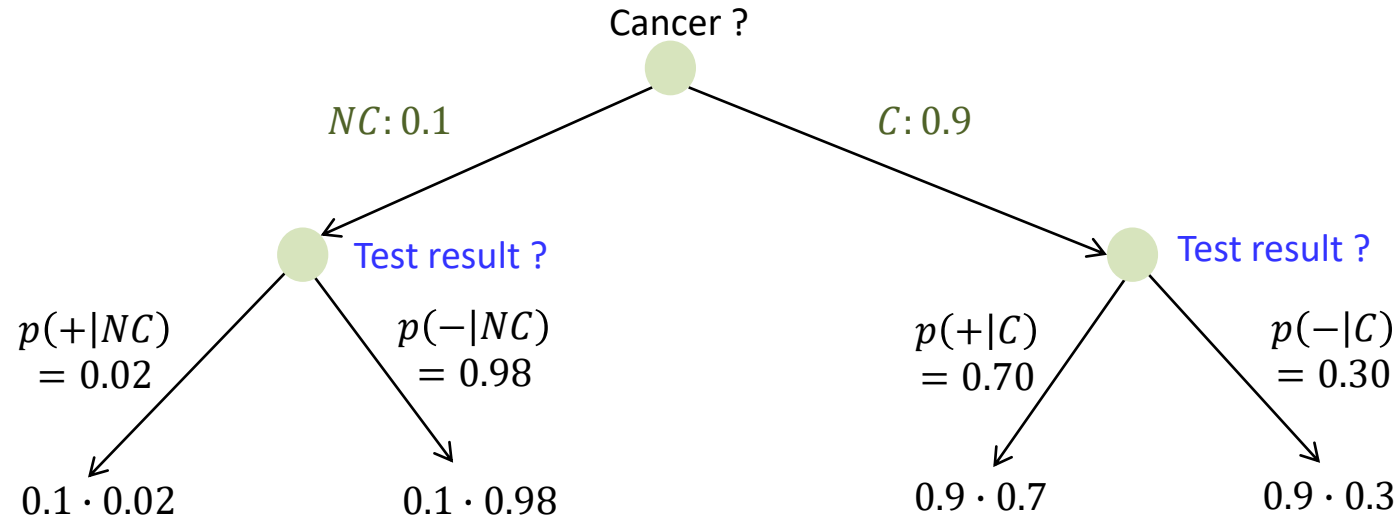 Cancer ?
NC: 0.1
C: 0.9
Test result ?
Test result ?
p(+|NC)
= 0.02
p(−|NC)
= 0.98
p(+|C)
= 0.70
p(−|C)
= 0.30
0.1 · 0.02
0.1 · 0.98
0.9 · 0.7
0.9 · 0.3